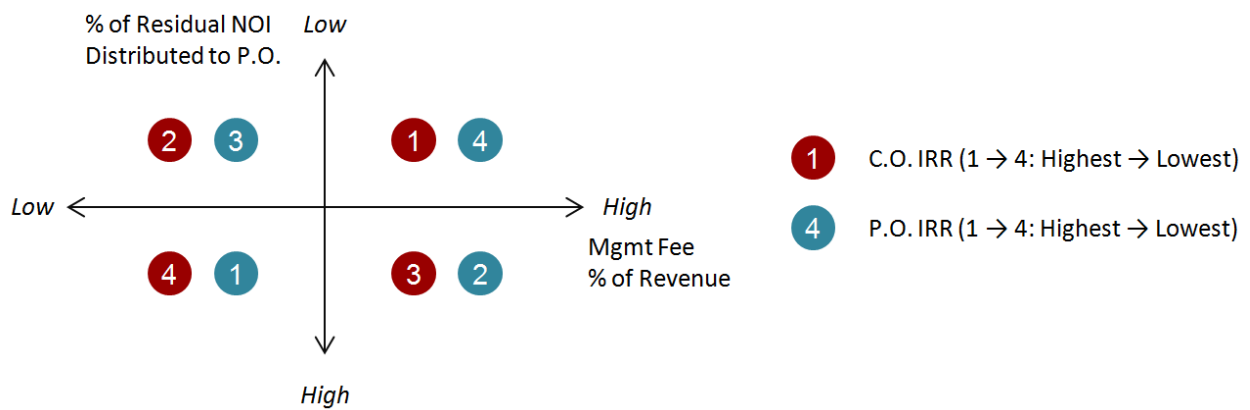 % of Residual NOI
Distributed to P.O.
Low
2 3 1 4
Low
High
Mgmt Fee
% of Revenue
4 1 3 2
High
1 C.O. IRR (1 → 4: Highest → Lowest)
4 P.O. IRR (1 → 4: Highest → Lowest)